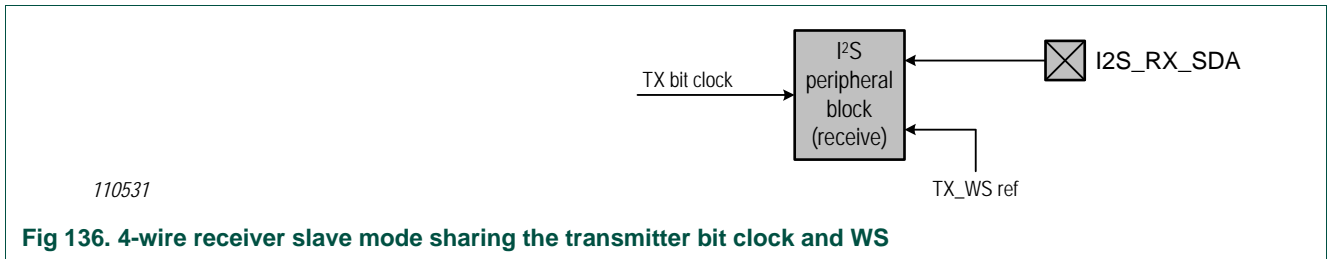 I²S
peripheral
block
(receive)
I2S_RX_SDA
TX bit clock
TX_WS ref
110531
Fig 136. 4-wire receiver slave mode sharing the transmitter bit clock and WS